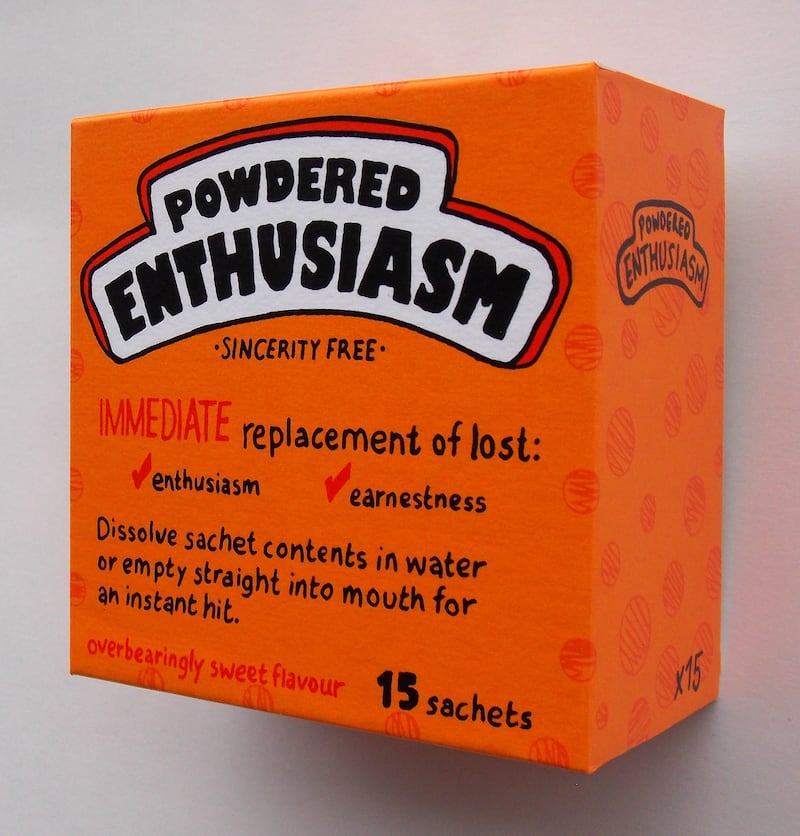 POWDERED
ENTHUSIASM
·SINCERITY FREE·
IMMEDIATE replacement of lost:
✓enthusiasm ✓earnestness
Dissolve sachet contents in water
or empty straight into mouth for
an instant hit.
overbearingly sweet flavour
15 sachets
POWDERED
ENTHUSIASM
x15